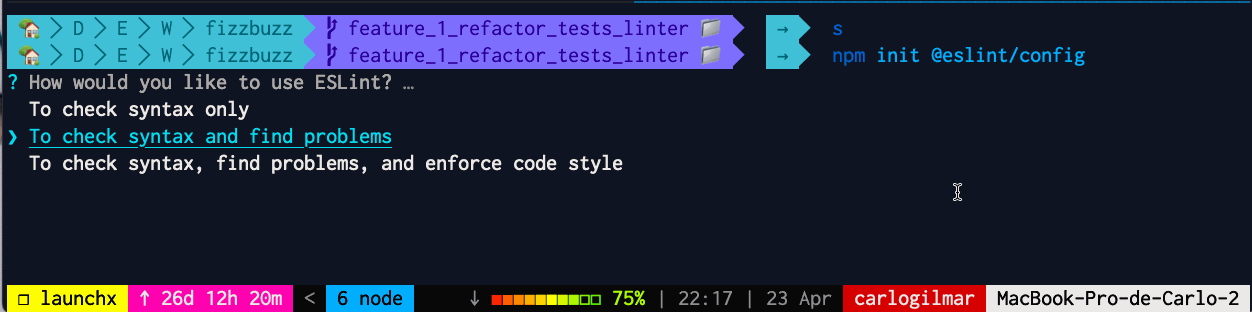 D E W fizzbuzz feature_1_refactor_tests_linter → s
D E W fizzbuzz feature_1_refactor_tests_linter → npm init @eslint/config
? How would you like to use ESLint? …
To check syntax only
❯ To check syntax and find problems
To check syntax, find problems, and enforce code style
❐ launchx ↑ 26d 12h 20m < 6 node ↓ 75% | 22:17 | 23 Apr carlogilmar MacBook-Pro-de-Carlo-2